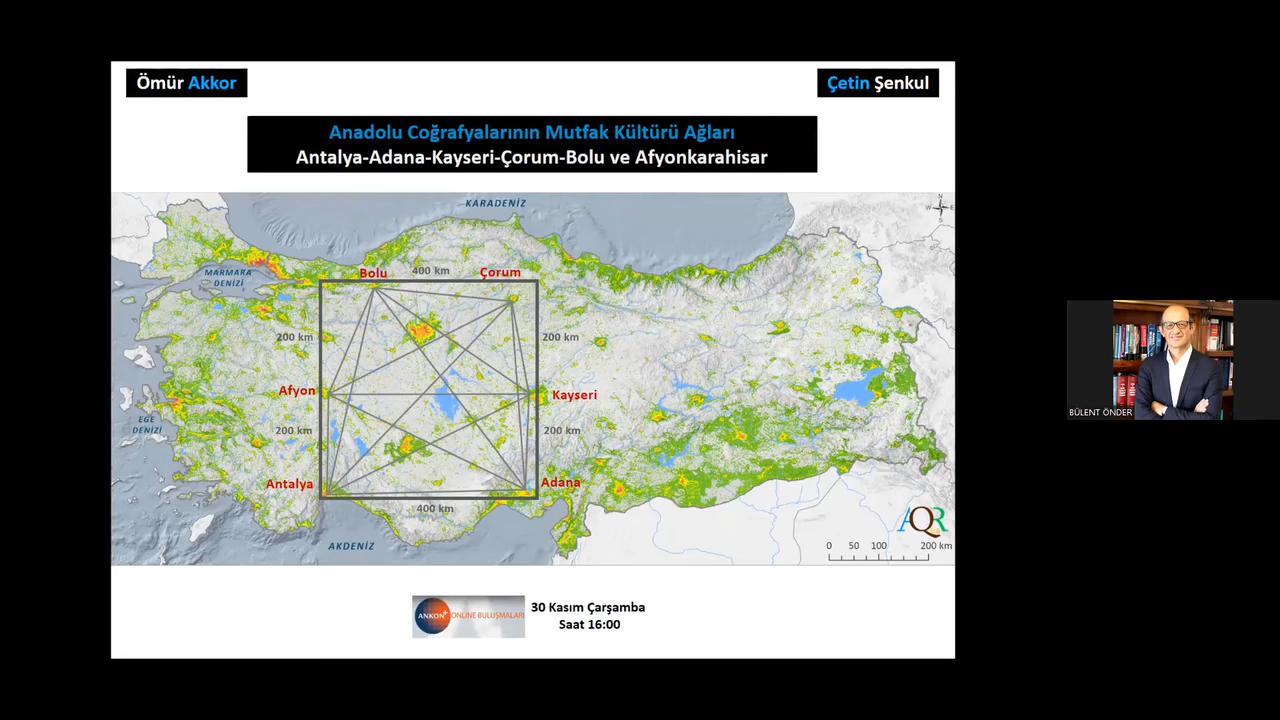 Ömür Akkor
Çetin Şenkul
Anadolu Coğrafyalarının Mutfak Kültürü Ağları
Antalya-Adana-Kayseri-Çorum-Bolu ve Afyonkarahisar
KARADENİZ
N
W E
S
MARMARA
DENİZİ
Bolu
400 km
Çorum
200 km
200 km
Afyon
Kayseri
EGE
DENİZİ
200 km
200 km
Antalya
Adana
400 km
AKDENİZ
AQR
0 50 100 200 km
BÜLENT ÖNDER
ANKON+ ONLINE BULUŞMALARI
30 Kasım Çarşamba
Saat 16:00